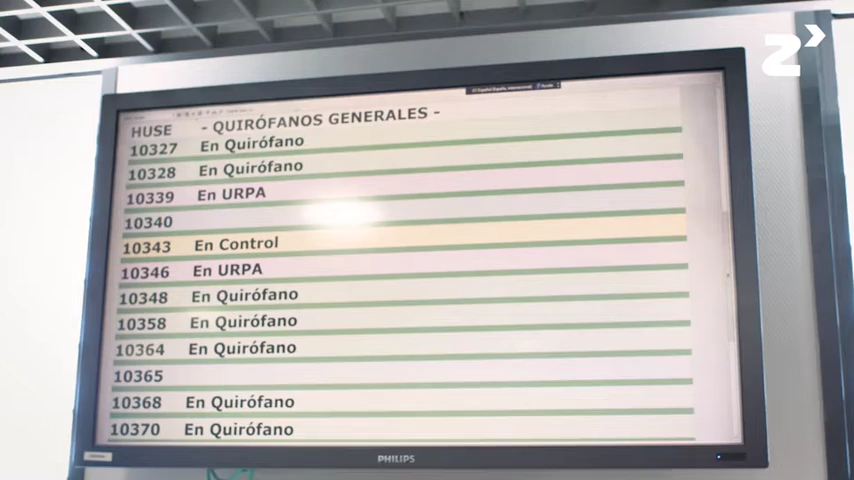 HUSE - QUIRÓFANOS GENERALES -
10327 En Quirófano
10328 En Quirófano
10339 En URPA
10340
10343 En Control
10346 En URPA
10348 En Quirófano
10358 En Quirófano
10364 En Quirófano
10365
10368 En Quirófano
10370 En Quirófano
PHILIPS